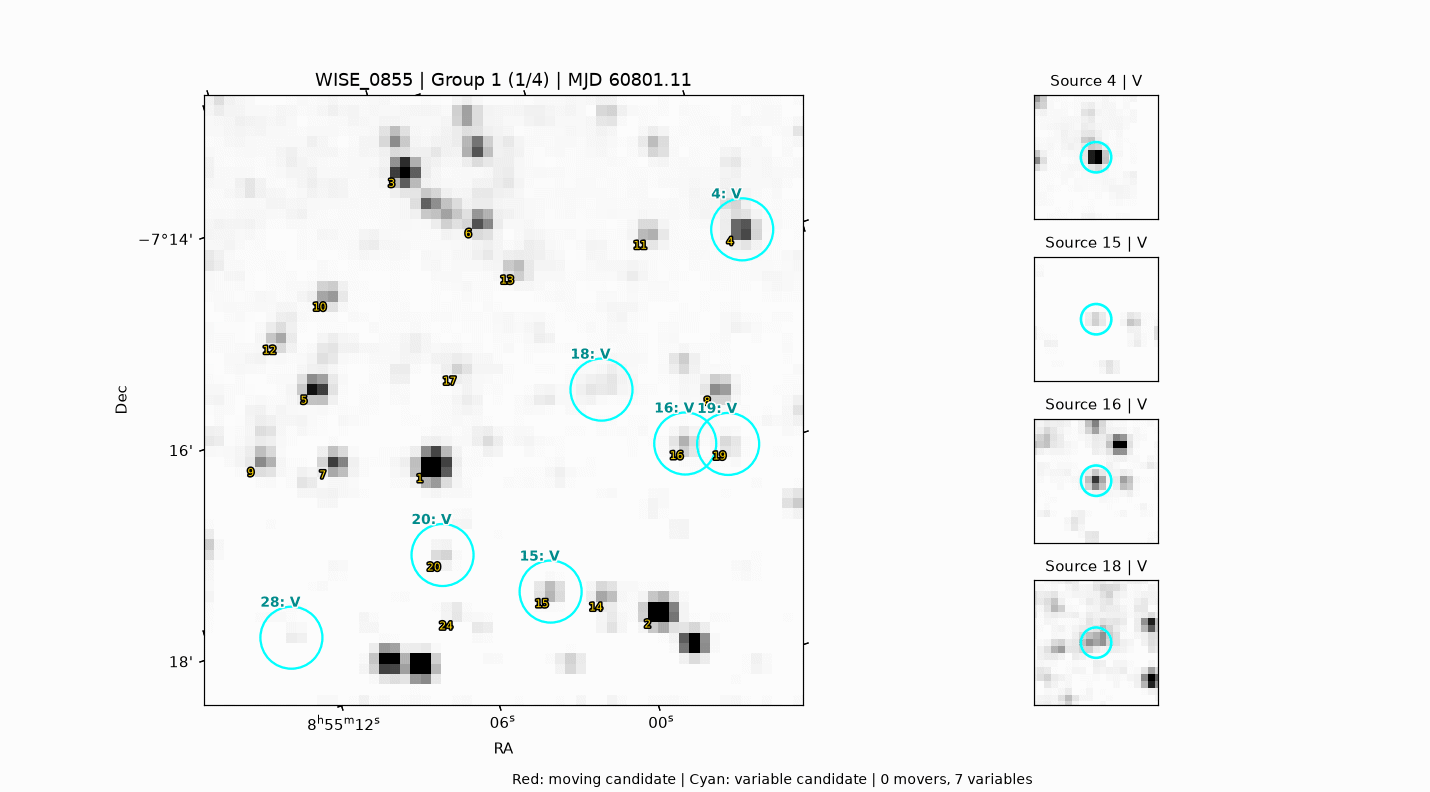 WISE_0855 | Group 1 (1/4) | MJD 60801.11
Source 4 | V
3
4: V
6
11
4
−7°14'
13
Source 15 | V
10
12
18: V
17
5
8
16: V
19: V
Dec
Source 16 | V
16'
16
19
9
7
1
20: V
20
15: V
Source 18 | V
15
14
28: V
2
24
18'
8ʰ55ᵐ12ˢ
06ˢ
00ˢ
RA
Red: moving candidate | Cyan: variable candidate | 0 movers, 7 variables